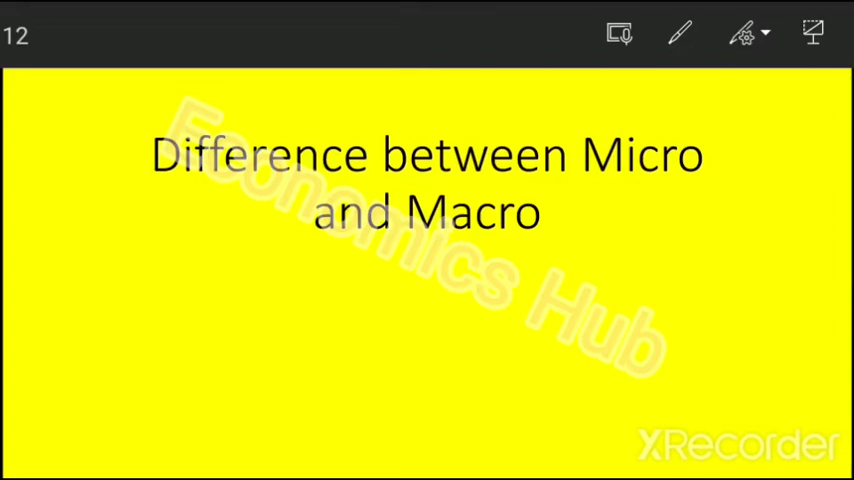 12
Difference between Micro
and Macro
Economics Hub
XRecorder